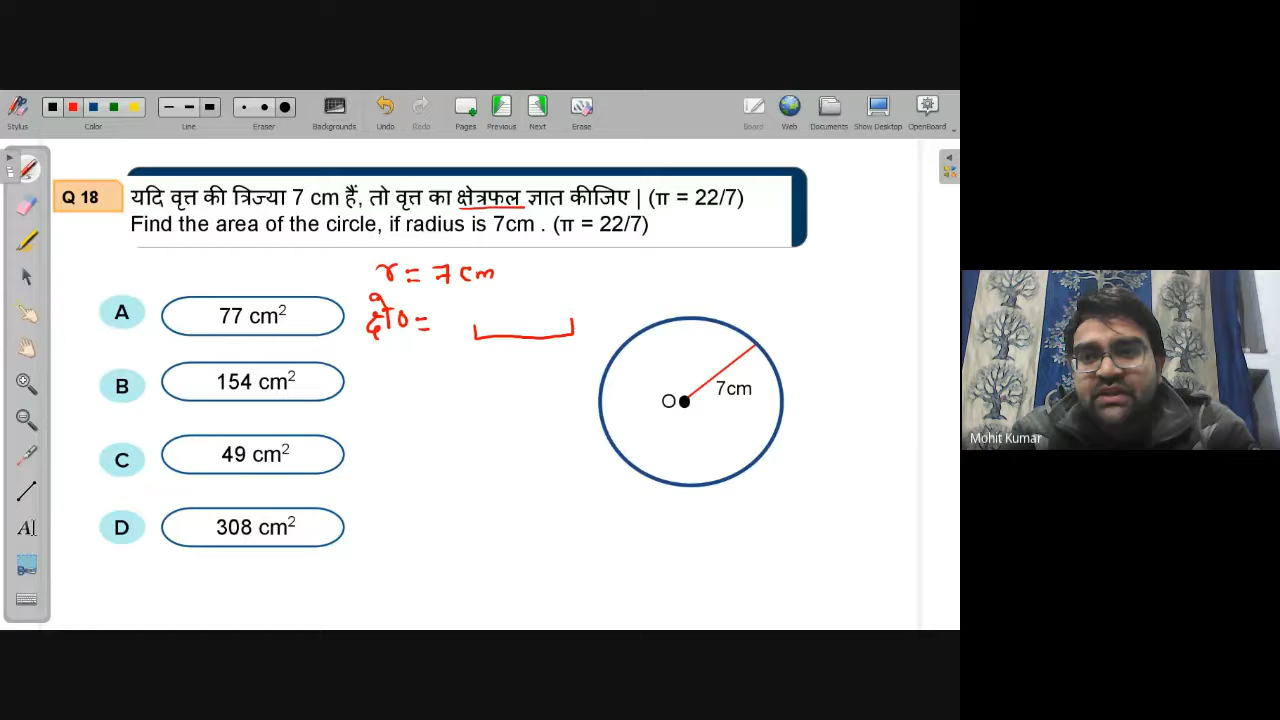 Stylus
Color
Line
Eraser
Backgrounds
Undo
Redo
Pages
Previous
Next
Erase
Board
Web
Documents
Show Desktop
OpenBoard
Q 18
यदि वृत्त की त्रिज्या 7 cm हैं, तो वृत्त का क्षेत्रफल ज्ञात कीजिए | (π = 22/7)
Find the area of the circle, if radius is 7cm . (π = 22/7)
r = 7 cm
क्षे0 =
A 77 cm²
B 154 cm²
C 49 cm²
D 308 cm²
O
7cm
Mohit Kumar